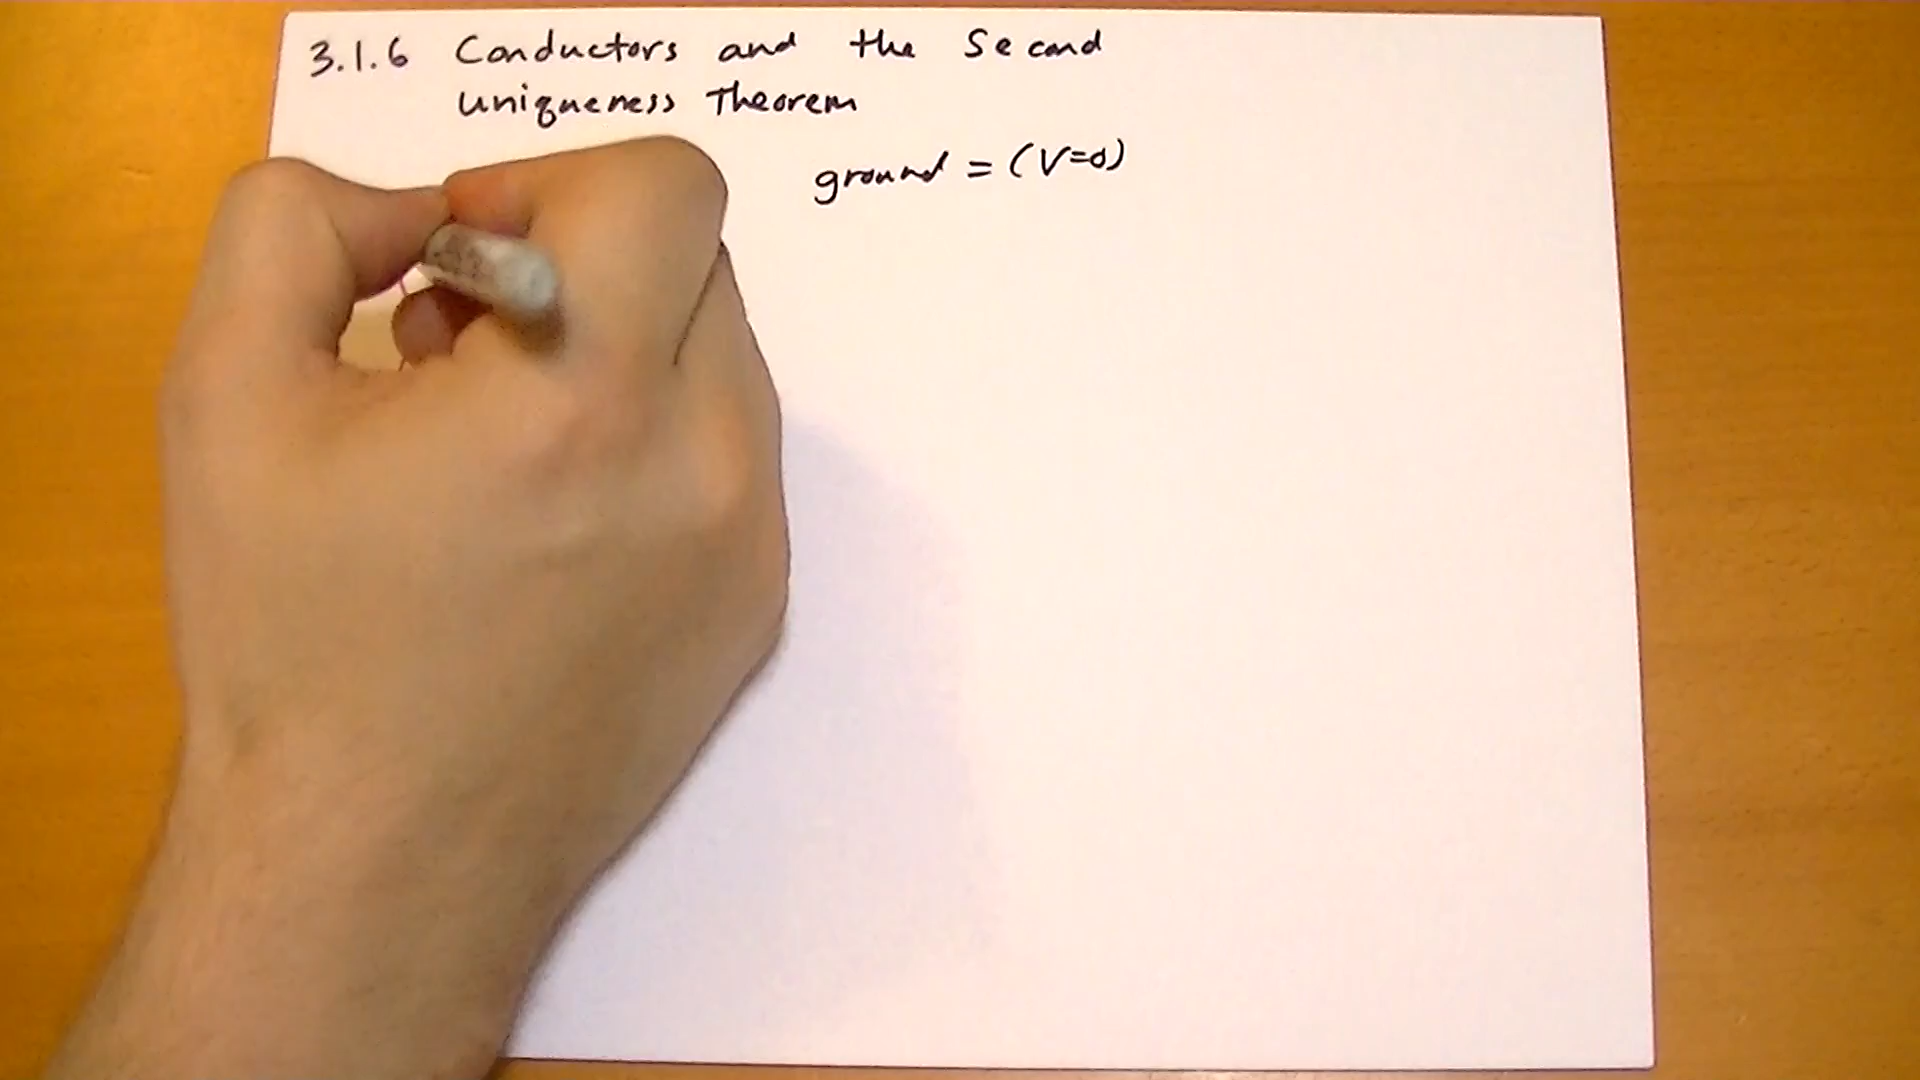 3.1.6 Conductors and the Second
Uniqueness Theorem
ground = (V=0)